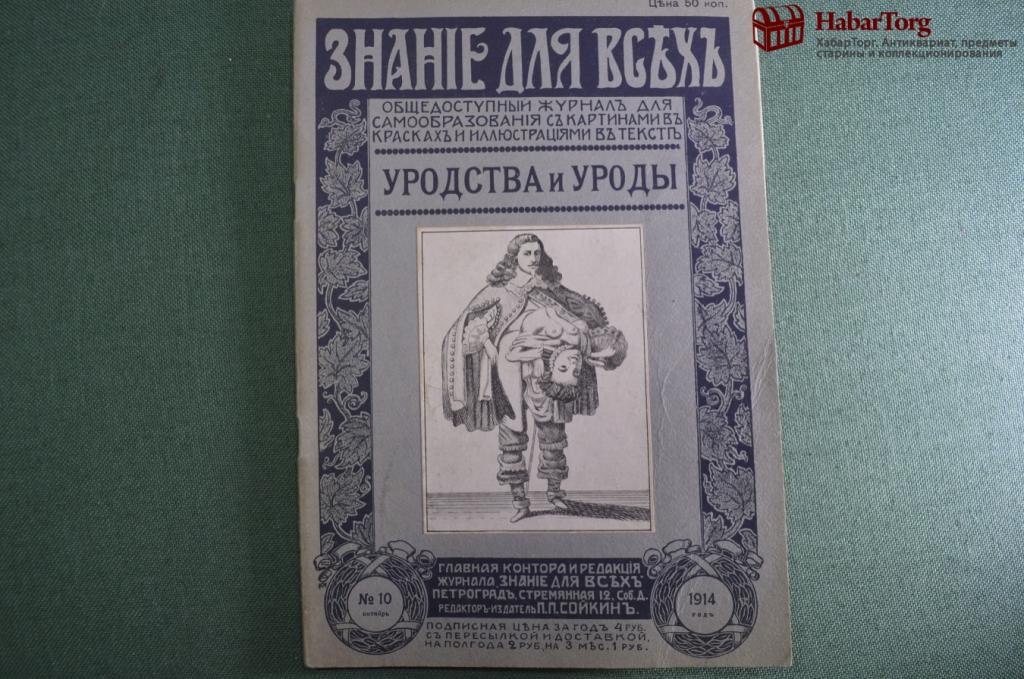 Цѣна 50 коп.
ЗНАНІЕ ДЛЯ ВСѢХЪ
ОБЩЕДОСТУПНЫЙ ЖУРНАЛЪ ДЛЯ
САМООБРАЗОВАНІЯ СЪ КАРТИНАМИ ВЪ
КРАСКАХЪ И ИЛЛЮСТРАЦІЯМИ ВЪ ТЕКСТѢ
УРОДСТВА И УРОДЫ
ГЛАВНАЯ КОНТОРА И РЕДАКЦІЯ
ЖУРНАЛА „ЗНАНІЕ ДЛЯ ВСѢХЪ"
ПЕТРОГРАДЪ, СТРЕМЯННАЯ 12, СОБ. Д.
РЕДАКТОРЪ-ИЗДАТЕЛЬ П.П.СОЙКИНЪ.
№ 10
октябрь
1914
годъ
ПОДПИСНАЯ ЦѢНА ЗА ГОДЪ 4 РУБ.
СЪ ПЕРЕСЫЛКОЙ И ДОСТАВКОЙ,
НА ПОЛГОДА 2 РУБ., НА 3 МѢС. 1 РУБ.
HabarTorg
ХабарТорг. Антиквариат, предметы
старины и коллекционирования